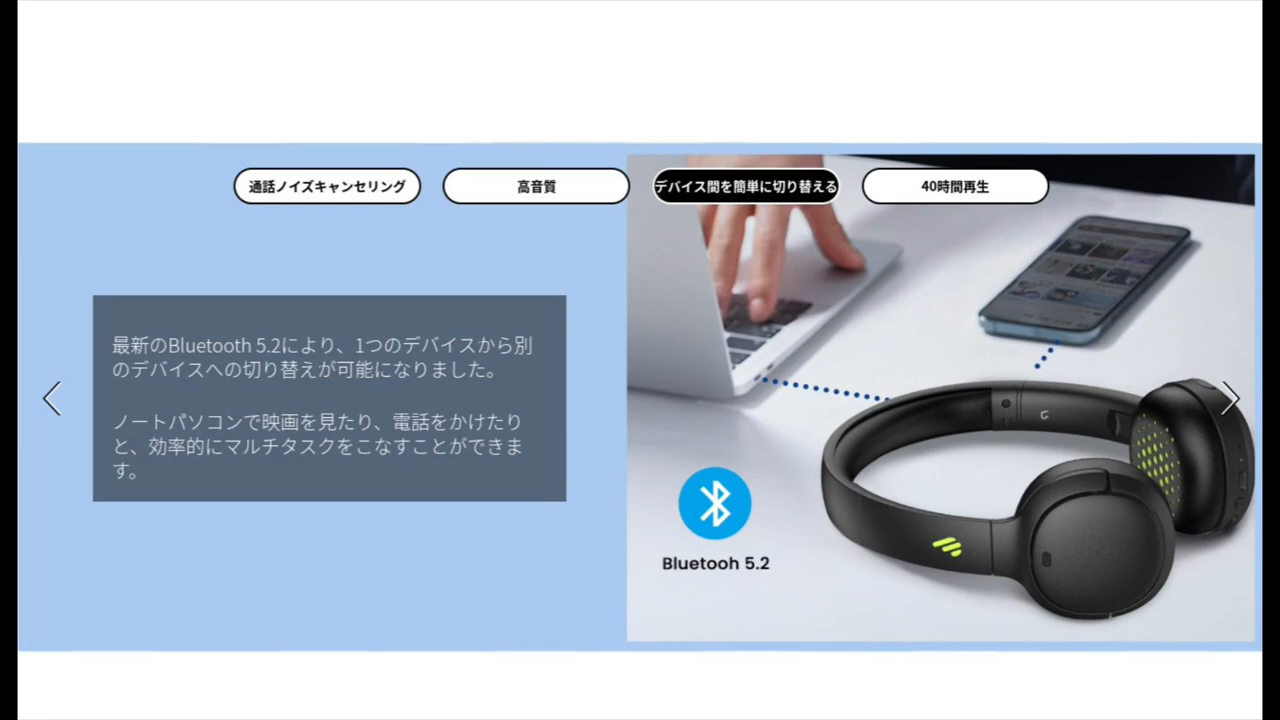 通話ノイズキャンセリング
高音質
デバイス間を簡単に切り替える
40時間再生
最新のBluetooth 5.2により、1つのデバイスから別
のデバイスへの切り替えが可能になりました。
ノートパソコンで映画を見たり、電話をかけたり
と、効率的にマルチタスクをこなすことができま
す。
Bluetooh 5.2